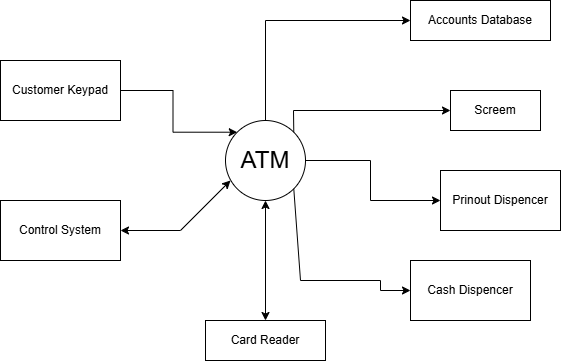 Accounts Database
Customer Keypad
Screem
ATM
Prinout Dispencer
Control System
Cash Dispencer
Card Reader